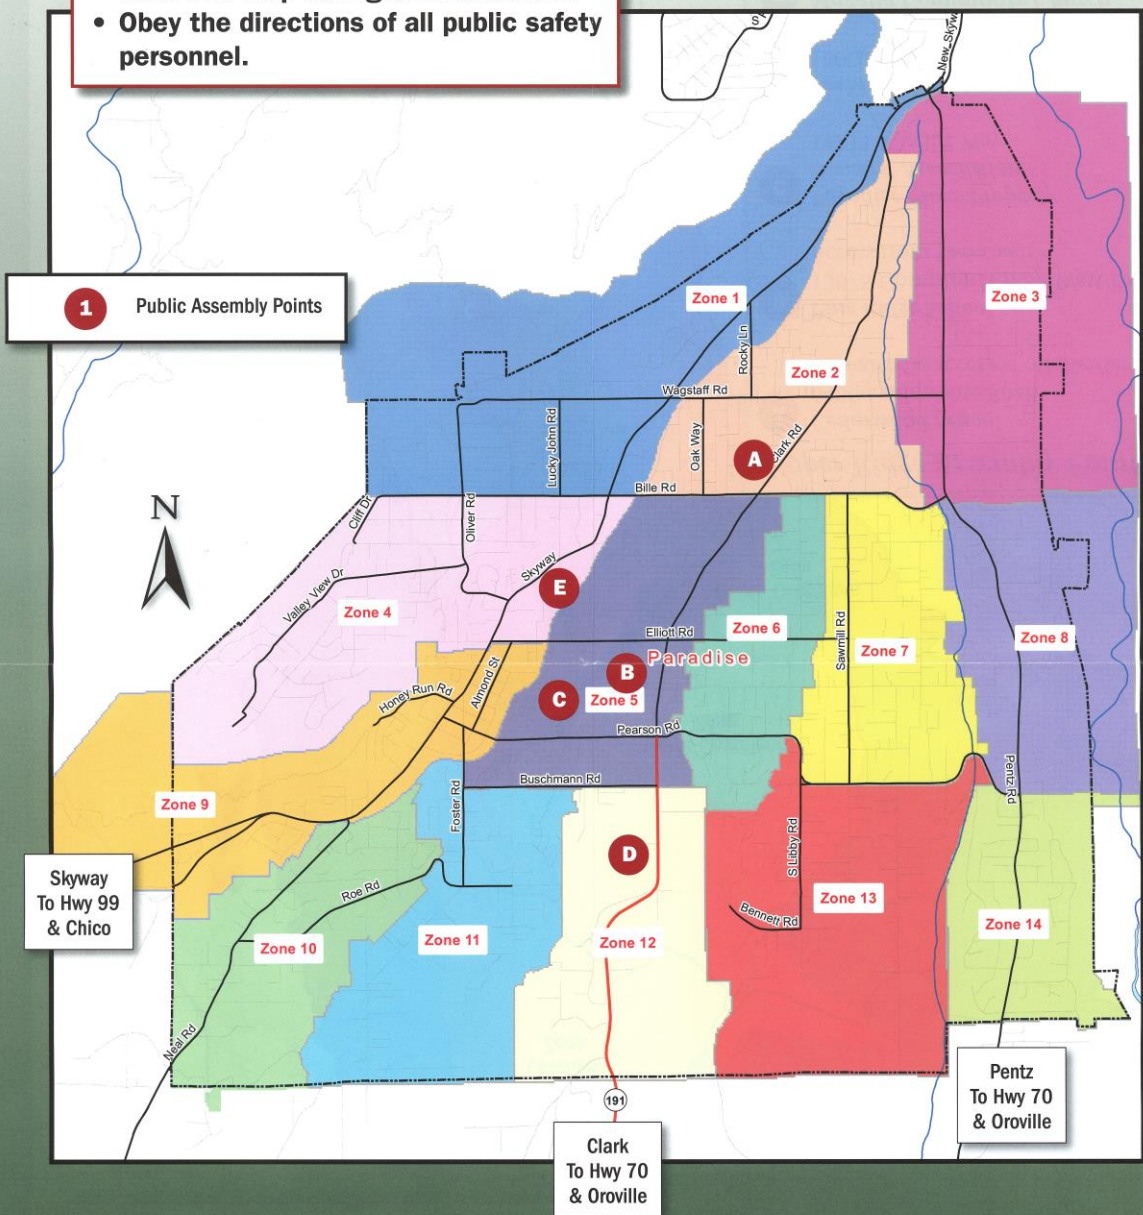 • Obey the directions of all public safety
personnel.
New Skyway
1 Public Assembly Points
Zone 1
Zone 3
Rocky Ln
Zone 2
Wagstaff Rd
Lucky John Rd
Oak Way
A
Clark Rd
Bille Rd
N
Cliff Dr
Oliver Rd
Skyway
E
Valley View Dr
Zone 4
Elliott Rd
Zone 6
Sawmill Rd
Zone 7
Zone 8
Paradise
B
Almond St
Honey Run Rd
C
Zone 5
Pearson Rd
Buschmann Rd
Pentz Rd
Zone 9
Foster Rd
S Libby Rd
D
Skyway
To Hwy 99
& Chico
Roe Rd
Zone 13
Bennett Rd
Zone 14
Zone 10
Zone 11
Zone 12
Neal Rd
191
Pentz
To Hwy 70
& Oroville
Clark
To Hwy 70
& Oroville